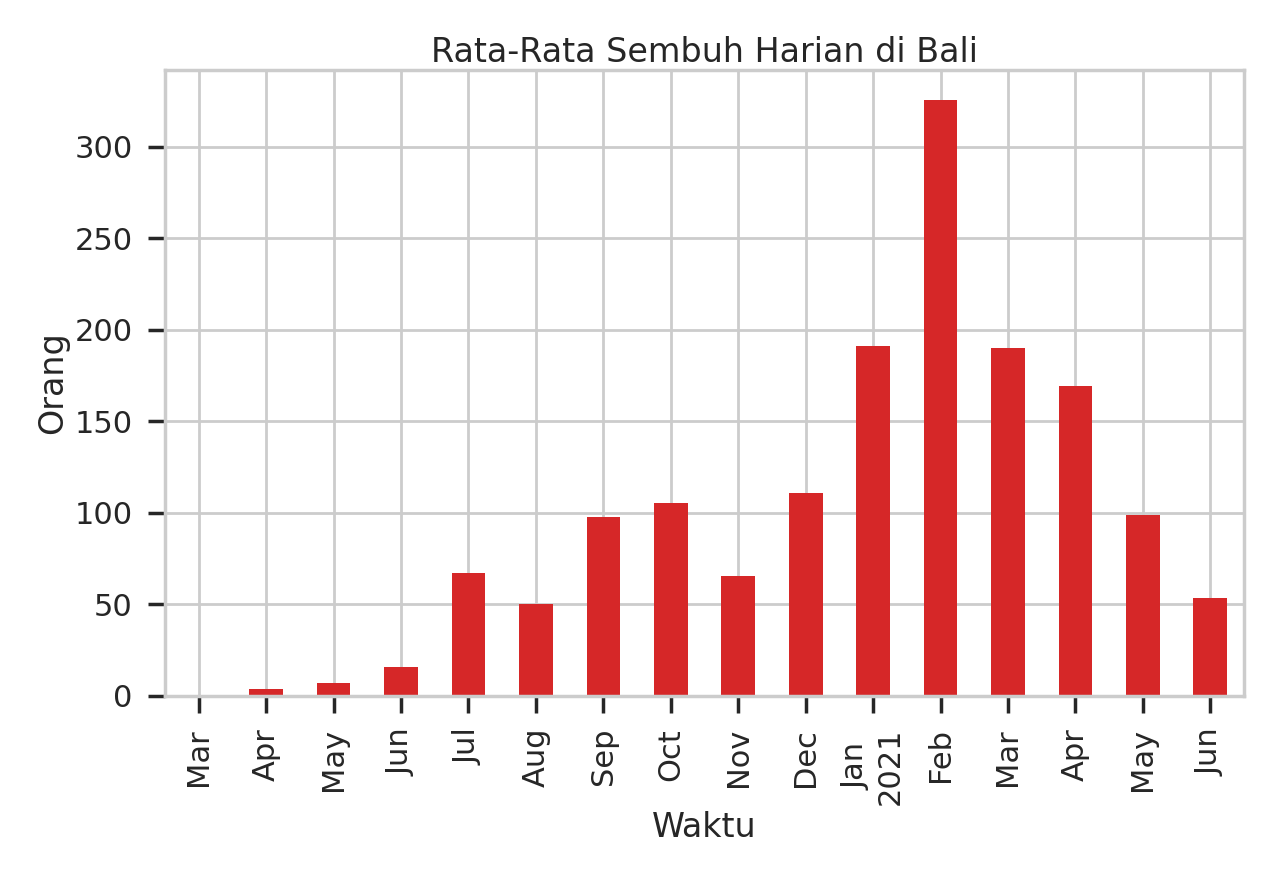 Rata-Rata Sembuh Harian di Bali
Orang
300
250
200
150
100
50
0
Mar
Apr
May
Jun
Jul
Aug
Sep
Oct
Nov
Dec
Jan
2021
Feb
Mar
Apr
May
Jun
Waktu